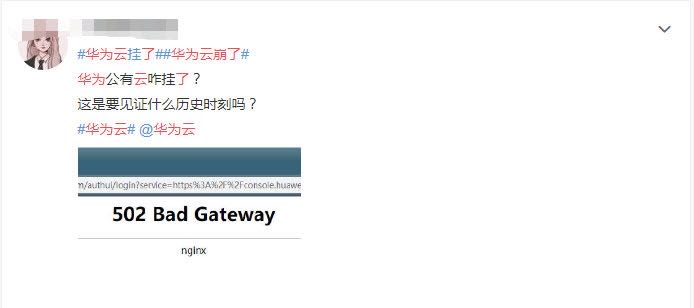 #华为云挂了##华为云崩了#
华为公有云咋挂了？
这是要见证什么历史时刻吗？
#华为云# @华为云
m/authui/login?service=https%3A%2F%2Fconsole.huawe
502 Bad Gateway
nginx